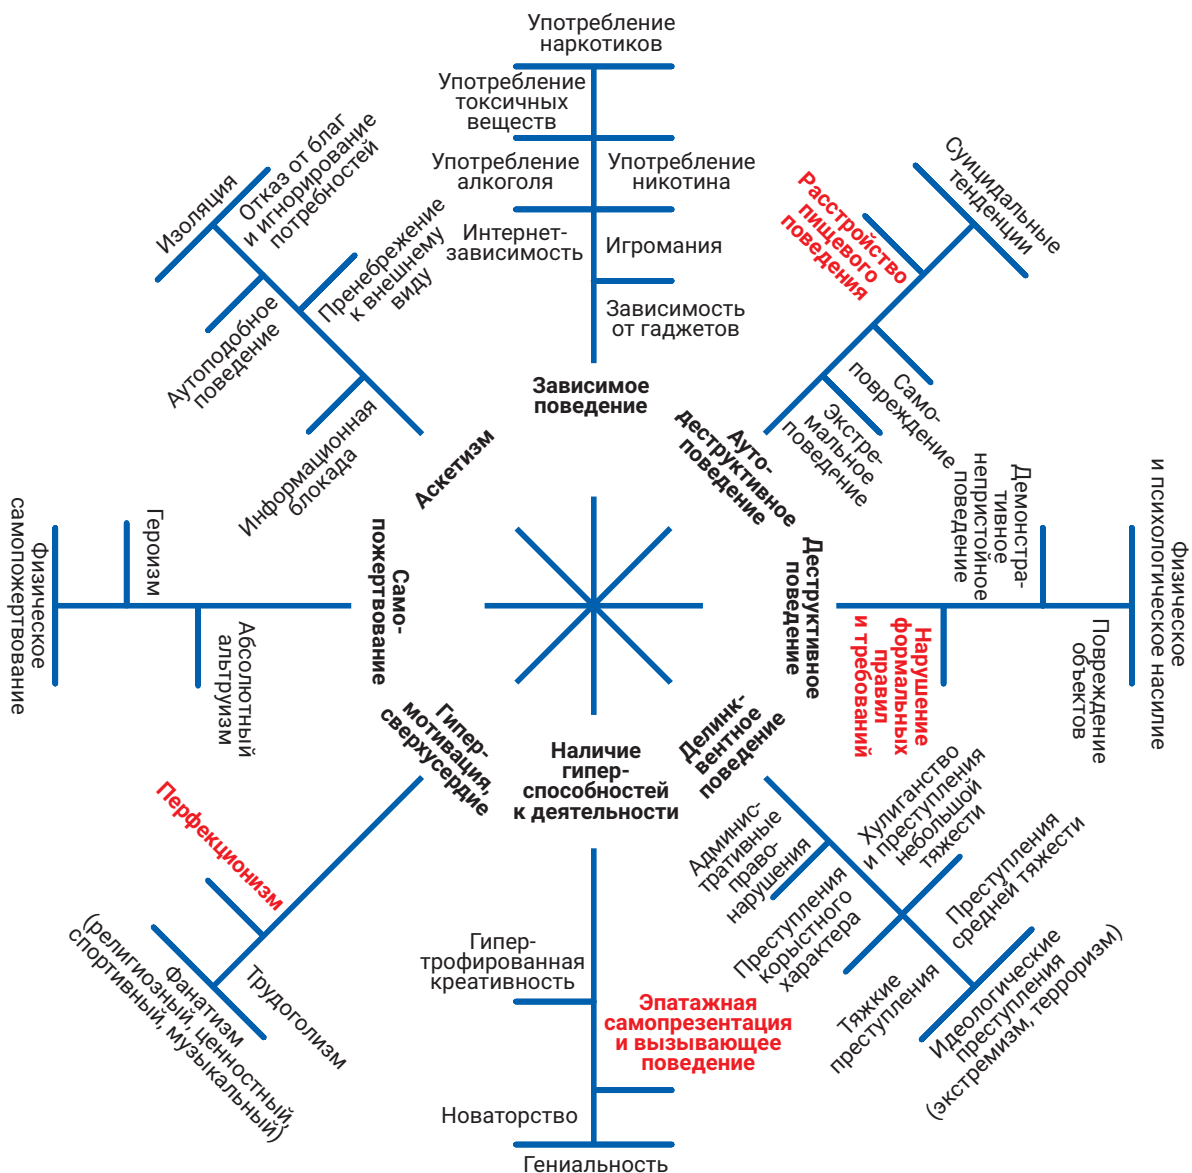 Употребление
наркотиков
Употребление
токсичных
веществ
Употребление
алкоголя
Употребление
никотина
Интернет-
зависимость
Игромания
Зависимость
от гаджетов
Зависимое
поведение
Суицидальные
тенденции
Расстройство
пищевого
поведения
Само-
повреждение
Экстре-
мальное
поведение
Ауто-
деструктивное
поведение
Физическое
и психологическое насилие
Демонстра-
тивное
непристойное
поведение
Повреждение
объектов
Нарушение
формальных
правил
и требований
Деструктивное
поведение
Делинк-
вентное
поведение
Админис-
тративные
право-
нарушения
Хулиганство
и преступления
небольшой
тяжести
Преступления
корыстного
характера
Преступления
средней тяжести
Тяжкие
преступления
Идеологические
преступления
(экстремизм, терроризм)
Наличие
гипер-
способностей
к деятельности
Гипер-
трофированная
креативность
Эпатажная
самопрезентация
и вызывающее
поведение
Новаторство
Гениальность
Гипер-
мотивация,
сверхусердие
Перфекционизм
Трудоголизм
Фанатизм
(религиозный, ценностный,
спортивный, музыкальный)
Само-
пожертвование
Абсолютный
альтруизм
Героизм
Физическое
самопожертвование
Аскетизм
Информационная
блокада
Пренебрежение
к внешнему
виду
Аутоподобное
поведение
Отказ от благ
и игнорирование
потребностей
Изоляция